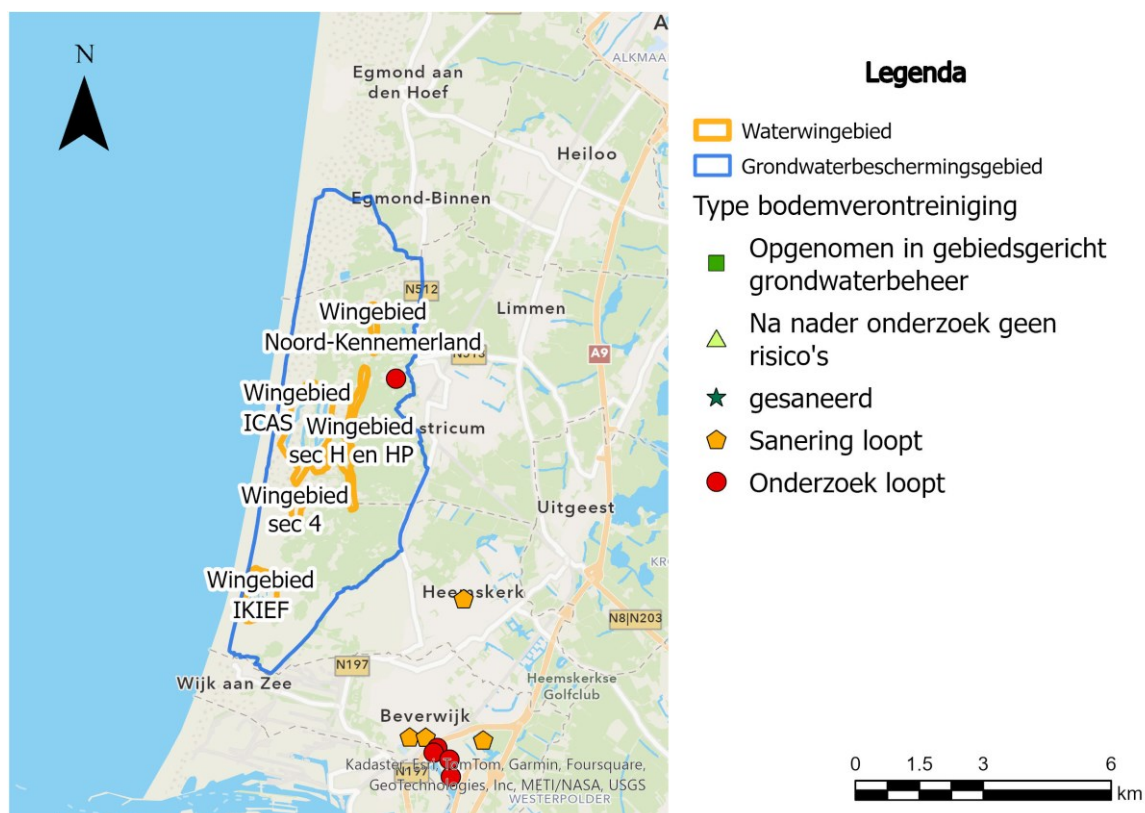 N
A
ALKMAA
Egmond aan
den Hoef
Heiloo
Egmond-Binnen
N512
Limmen
Wingebied
Noord-Kennemerland
N513
A9
Wingebied
ICAS
Wingebied
sec H en HP
stricum
Wingebied
sec 4
Uitgeest
KRO
Wingebied
IKIEF
Heemskerk
N8|N203
N197
Wijk aan Zee
Heemskerkse
Golfclub
Beverwijk
Kadaster, Esri, TomTom, Garmin, Foursquare,
N197
GeoTechnologies, Inc, METI/NASA, USGS
WESTERPOLDER
Legenda
Waterwingebied
Grondwaterbeschermingsgebied
Type bodemverontreiniging
Opgenomen in gebiedsgericht
grondwaterbeheer
Na nader onderzoek geen
risico's
gesaneerd
Sanering loopt
Onderzoek loopt
0 1.5 3 6
km